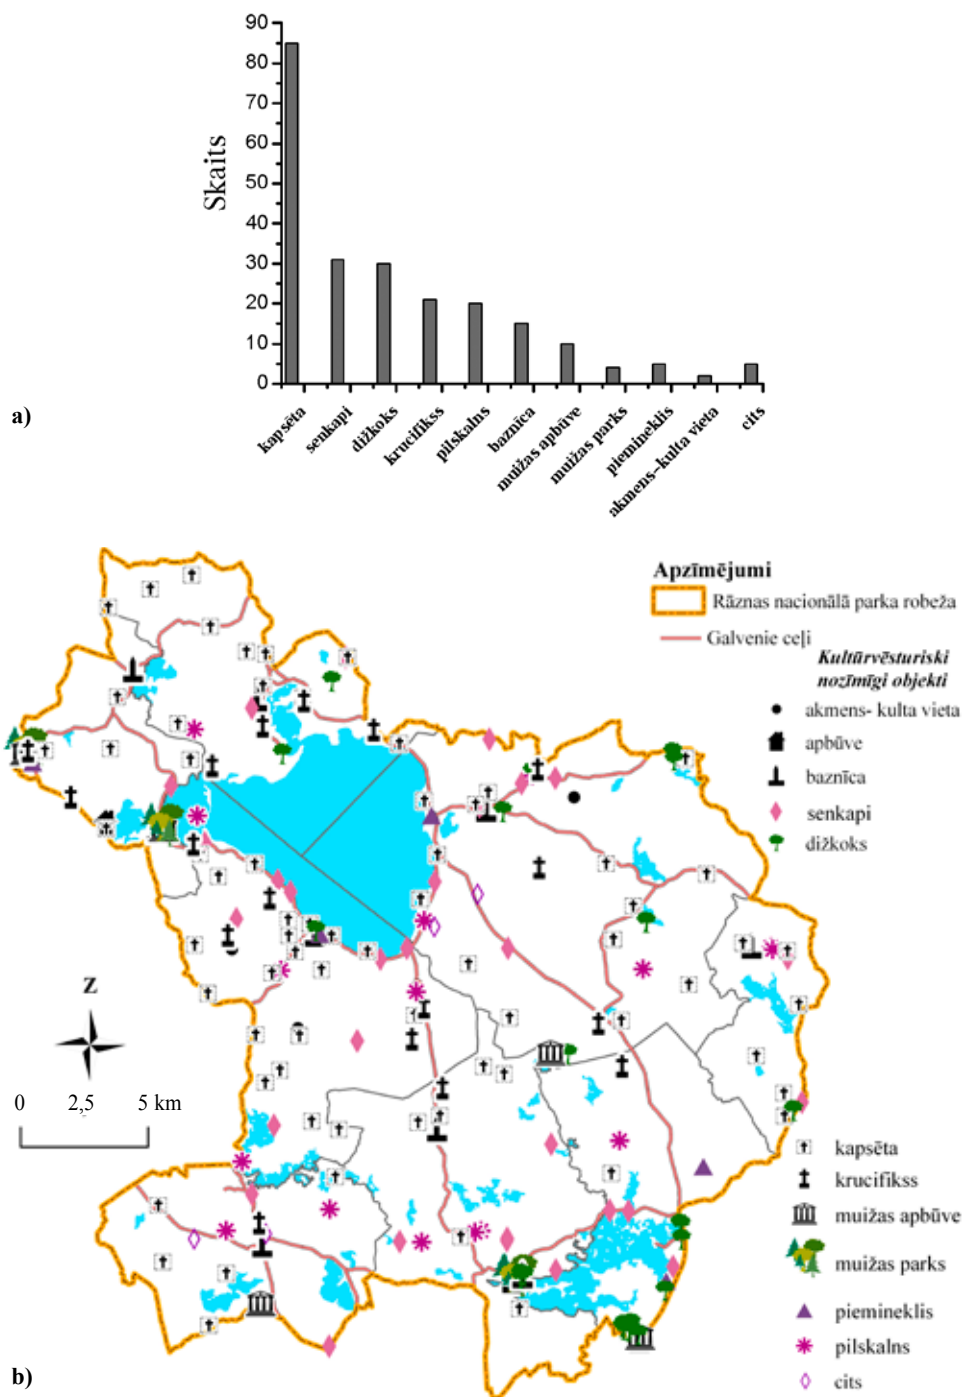 90
80
70
60
50
40
30
20
10
0
Skaits
kapsēta
senkapi
dižkoks
krucifikss
pilskalns
baznīca
muižas apbūve
muižas parks
piemineklis
akmens-kulta vieta
cits
a)
Apzīmējumi
Rāznas nacionālā parka robeža
Galvenie ceļi
Kultūrvēsturiski
nozīmīgi objekti
akmens- kulta vieta
apbūve
baznīca
senkapi
dižkoks
Z
0 2,5 5 km
kapsēta
krucifikss
muižas apbūve
muižas parks
piemineklis
pilskalns
cits
b)